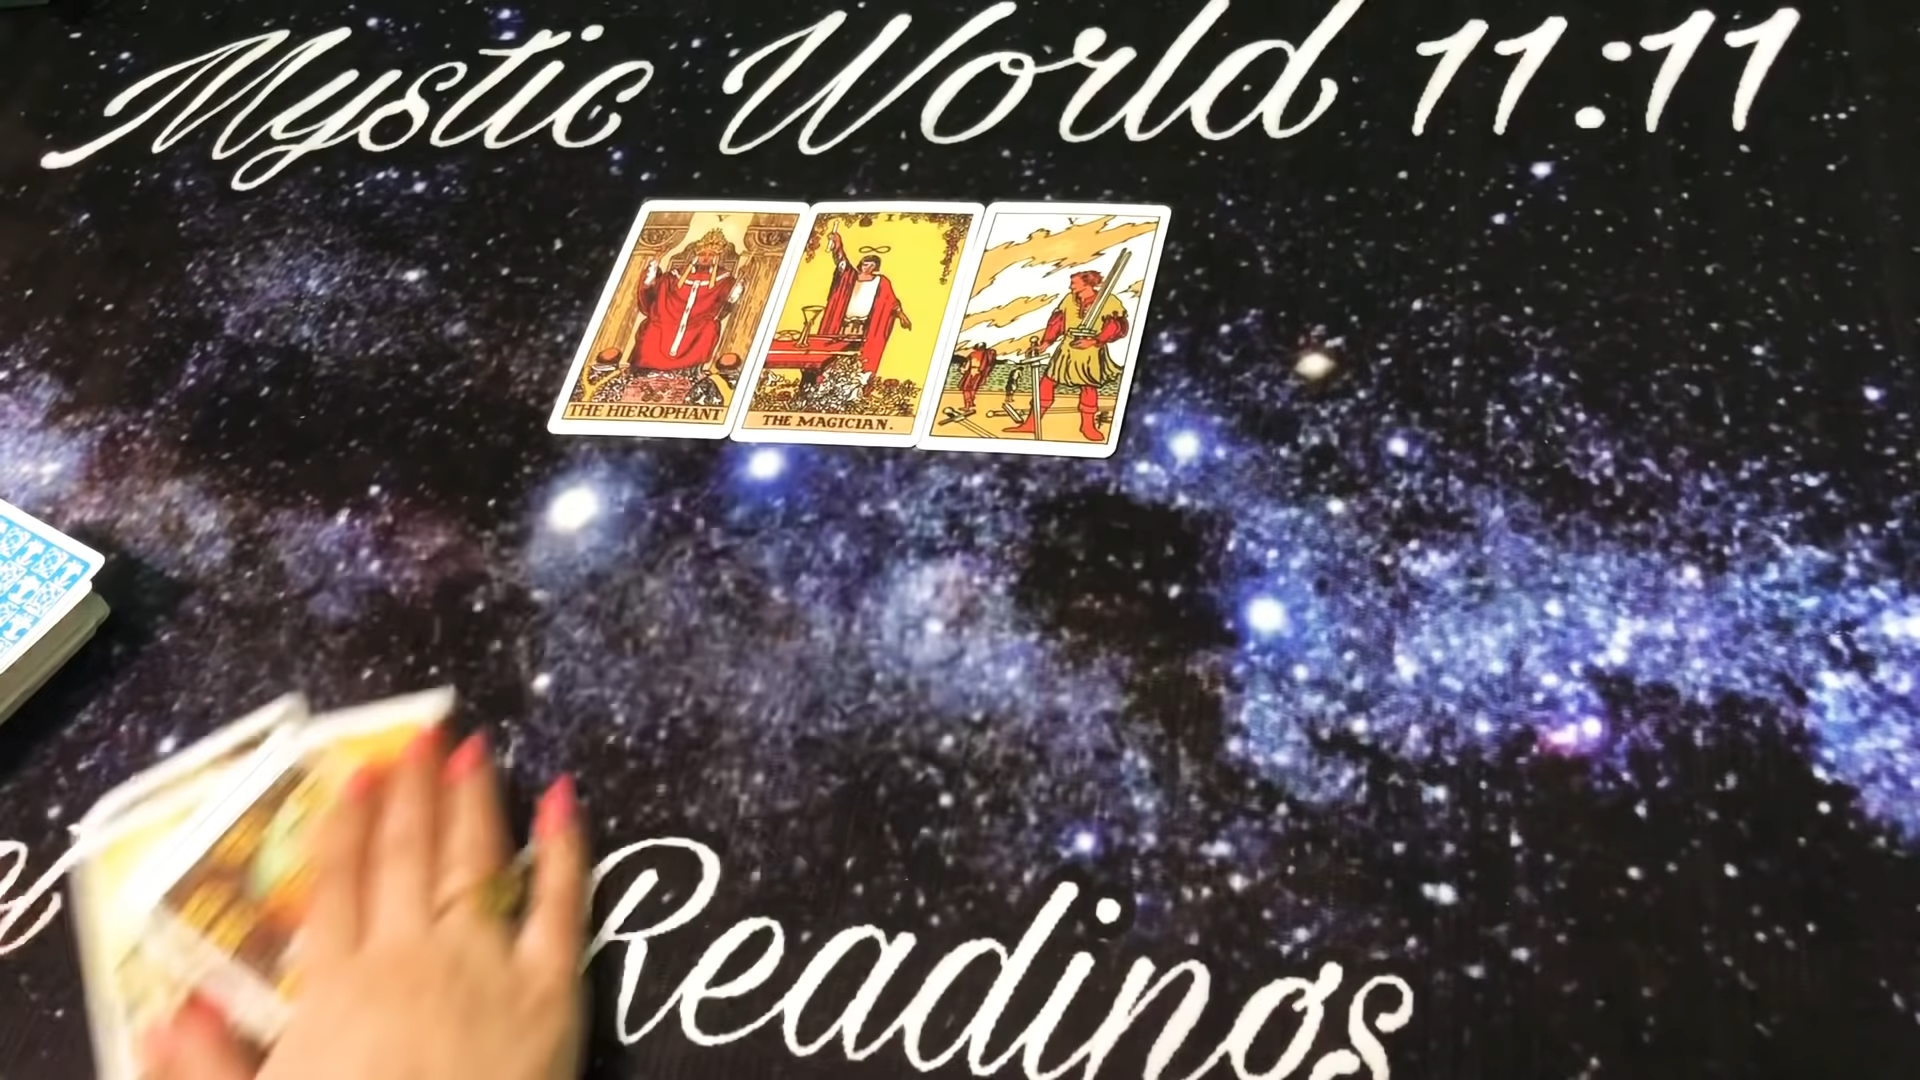 Mystic World 11:11
V
I
V
THE HIEROPHANT
THE MAGICIAN.
Readings